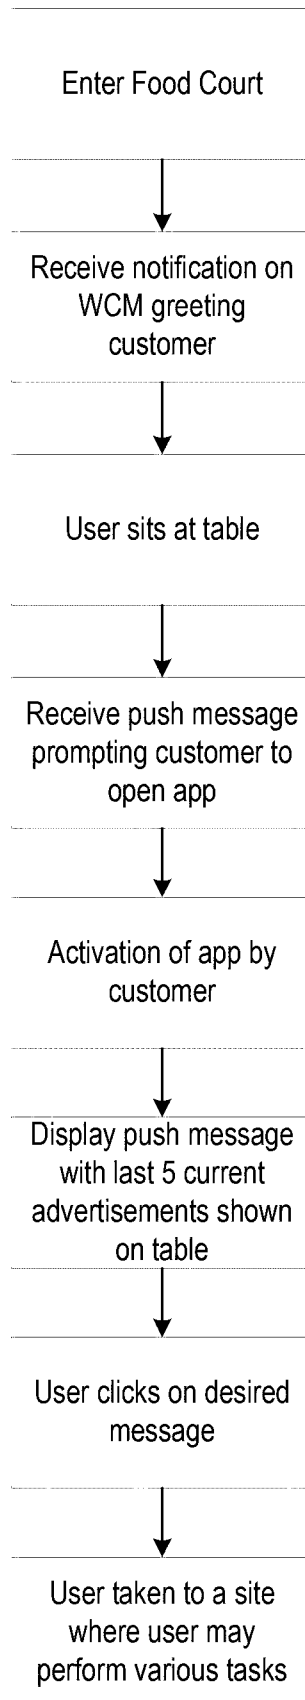 Enter Food Court
Receive notification on
WCM greeting
customer
User sits at table
Receive push message
prompting customer to
open app
Activation of app by
customer
Display push message
with last 5 current
advertisements shown
on table
User clicks on desired
message
User taken to a site
where user may
perform various tasks